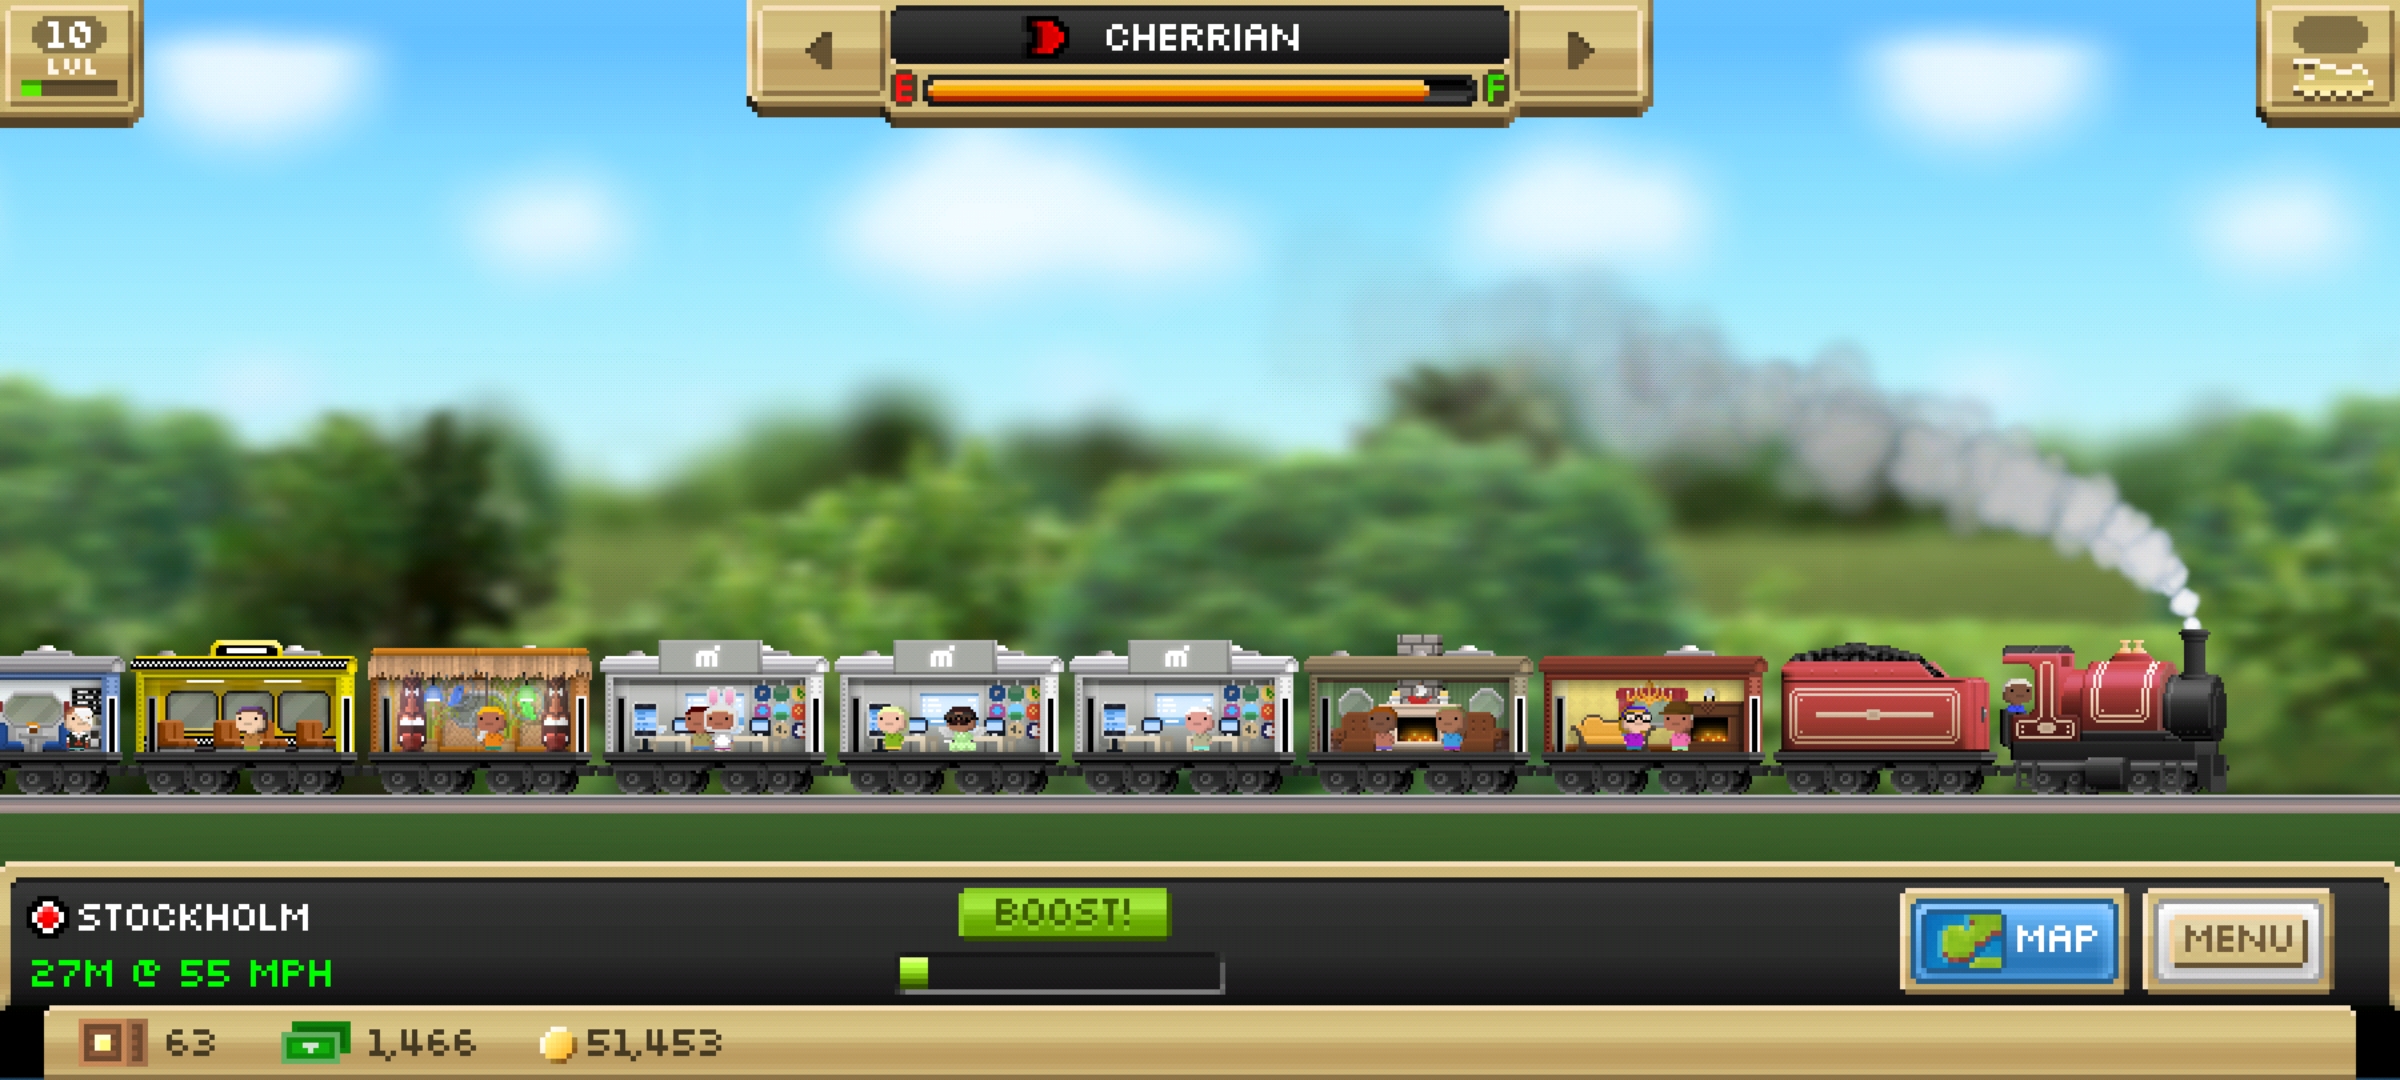 10
LVL
CHERRIAN
E F
m m m
STOCKHOLM
27M @ 55 MPH
BOOST!
MAP
MENU
63 1,466 51,453